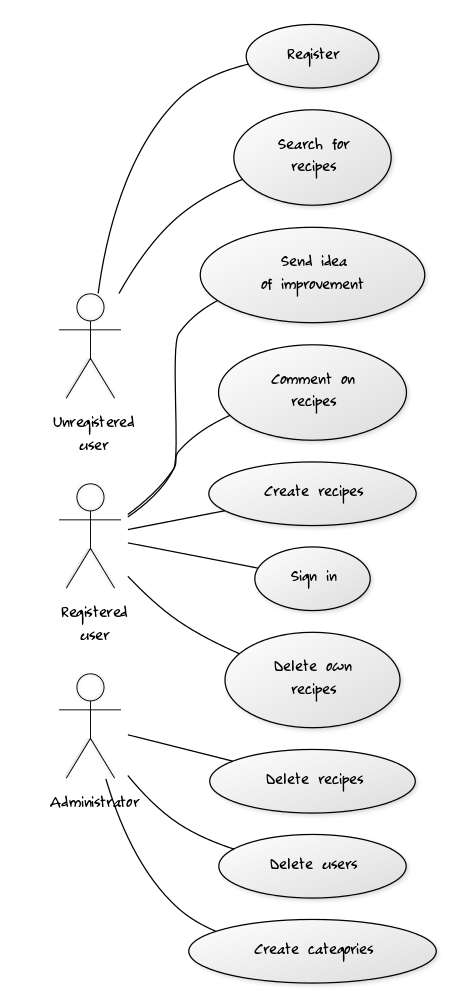 Register
Search for
recipes
Send idea
of improvement
Comment on
recipes
Unregistered
user
Create recipes
Sign in
Registered
user
Delete own
recipes
Delete recipes
Administrator
Delete users
Create categories